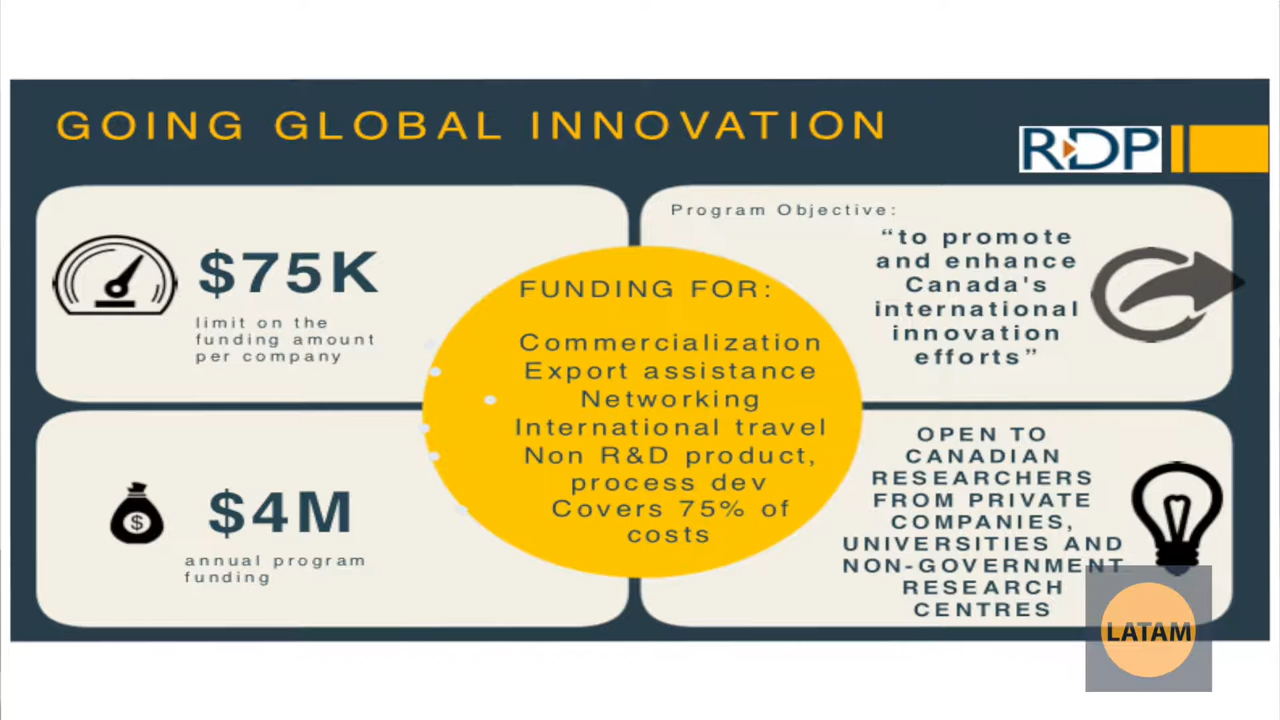 GOING GLOBAL INNOVATION
RDP
$75K
limit on the
funding amount
per company
Program Objective:
“to promote
and enhance
Canada's
international
innovation
efforts”
FUNDING FOR:
Commercialization
Export assistance
Networking
International travel
Non R&D product,
process dev
Covers 75% of
costs
$
$4M
annual program
funding
OPEN TO
CANADIAN
RESEARCHERS
FROM PRIVATE
COMPANIES,
UNIVERSITIES AND
NON-GOVERNMENT
RESEARCH
CENTRES
LATAM